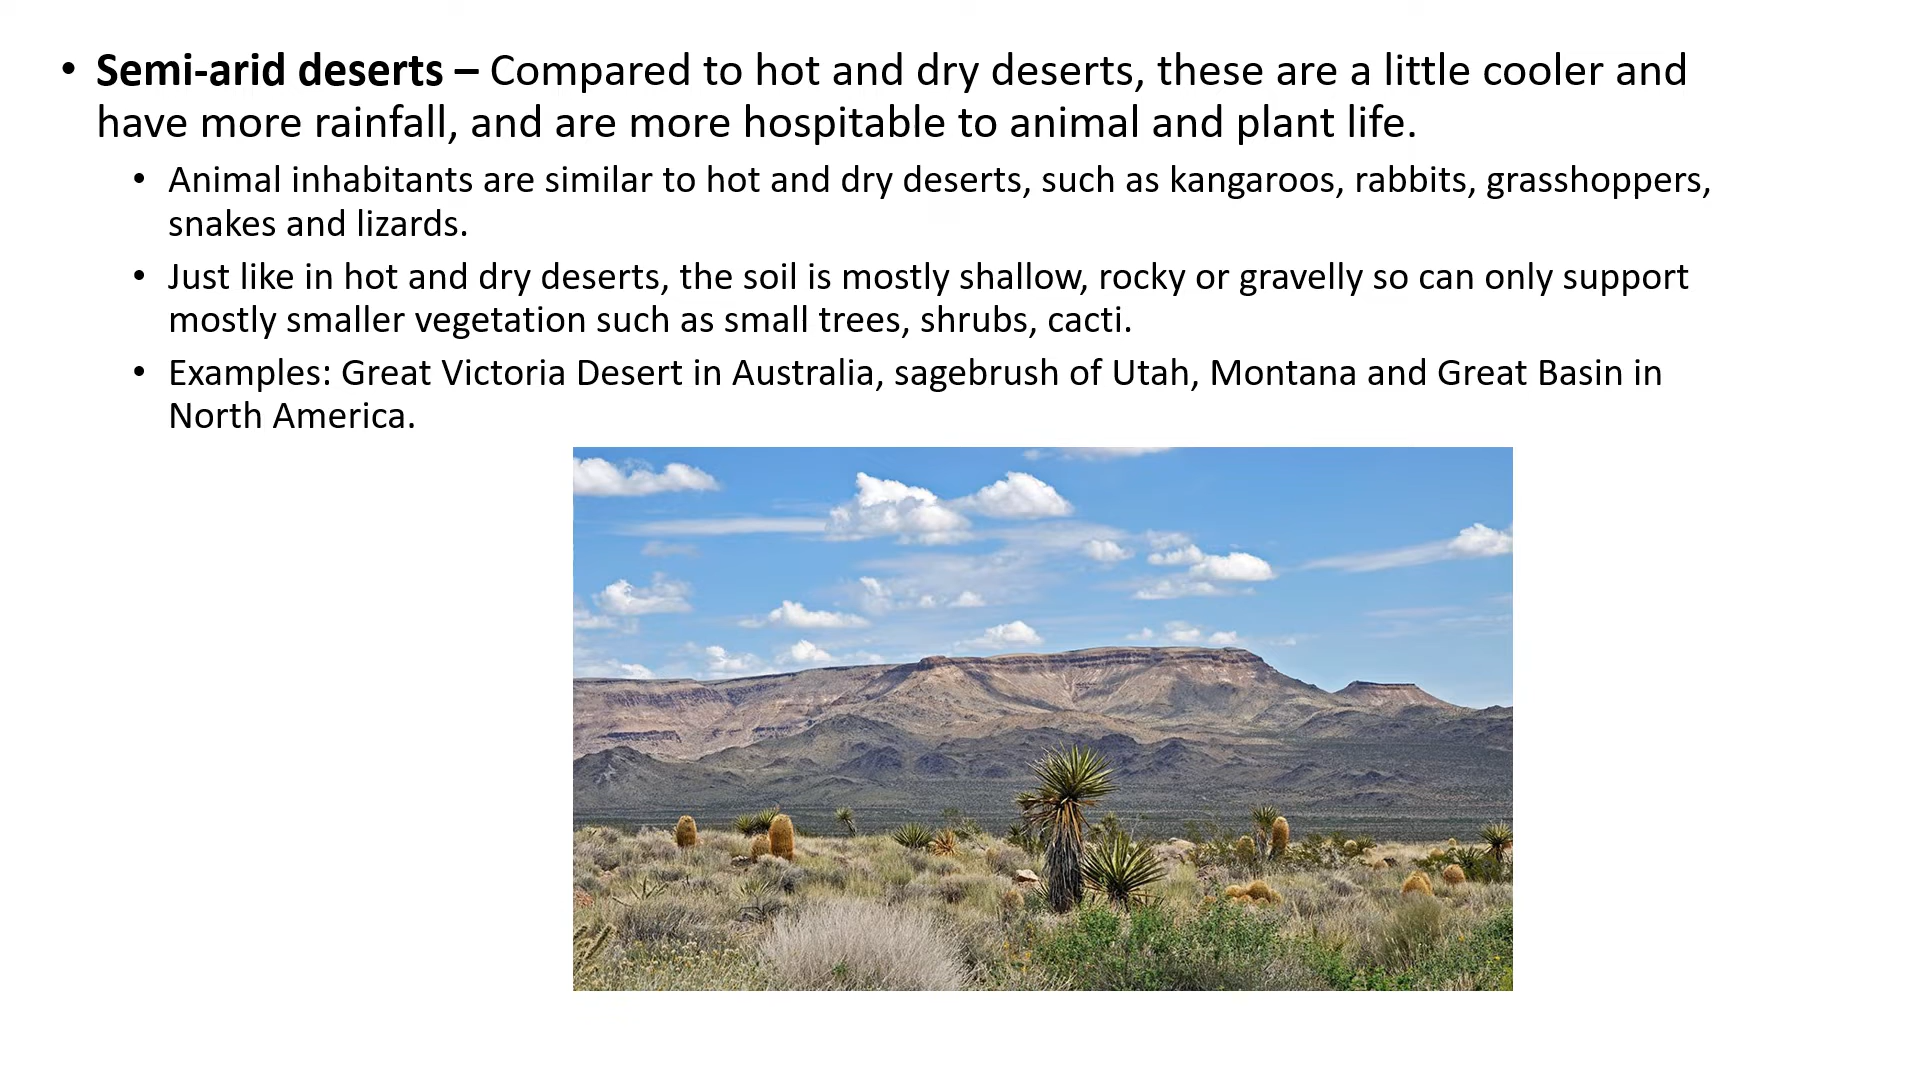 • Semi-arid deserts – Compared to hot and dry deserts, these are a little cooler and
have more rainfall, and are more hospitable to animal and plant life.
• Animal inhabitants are similar to hot and dry deserts, such as kangaroos, rabbits, grasshoppers,
snakes and lizards.
• Just like in hot and dry deserts, the soil is mostly shallow, rocky or gravelly so can only support
mostly smaller vegetation such as small trees, shrubs, cacti.
• Examples: Great Victoria Desert in Australia, sagebrush of Utah, Montana and Great Basin in
North America.